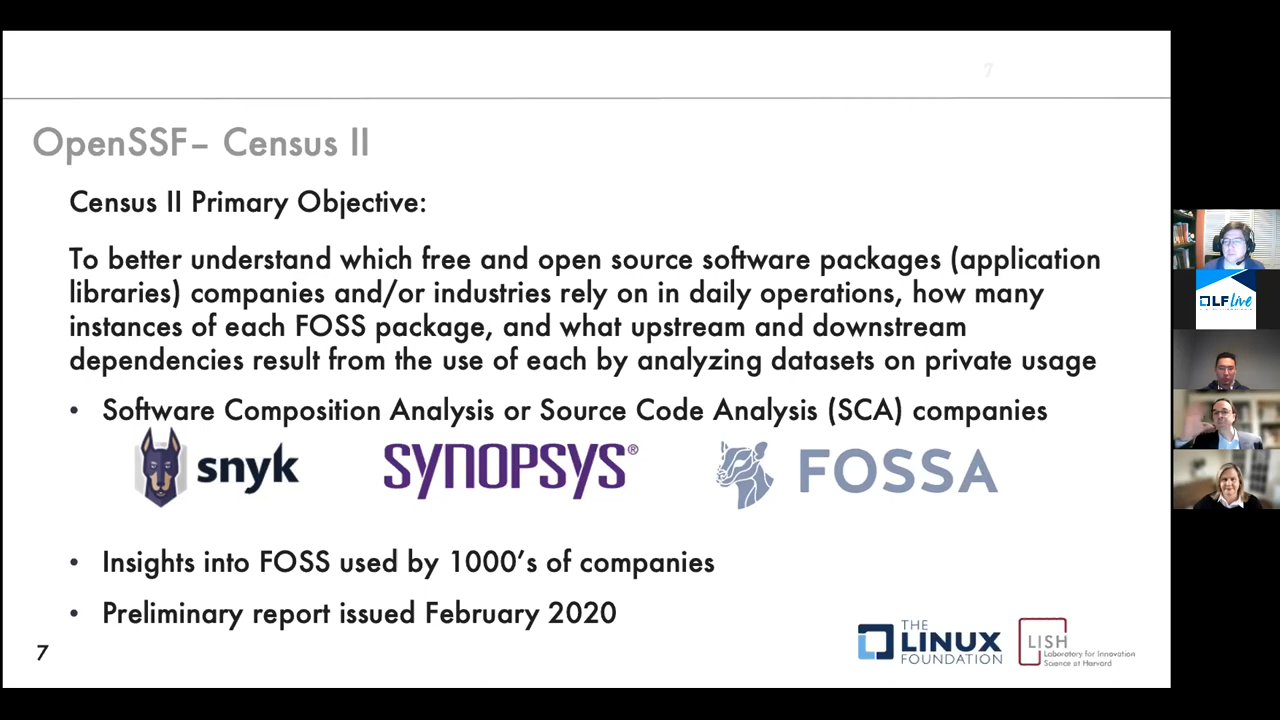 7
OpenSSF– Census II
Census II Primary Objective:
To better understand which free and open source software packages (application
libraries) companies and/or industries rely on in daily operations, how many
instances of each FOSS package, and what upstream and downstream
dependencies result from the use of each by analyzing datasets on private usage
• Software Composition Analysis or Source Code Analysis (SCA) companies
snyk SYNOPSYS® FOSSA
• Insights into FOSS used by 1000’s of companies
• Preliminary report issued February 2020
7
THE
LINUX
FOUNDATION
LISH
Laboratory for Innovation
Science at Harvard
LF live